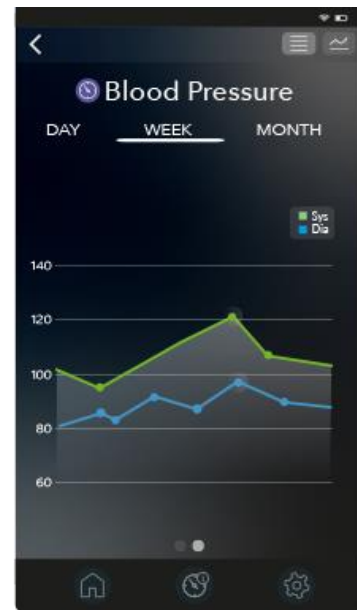 Blood Pressure
DAY WEEK MONTH
Sys
Dia
140
120
100
80
60